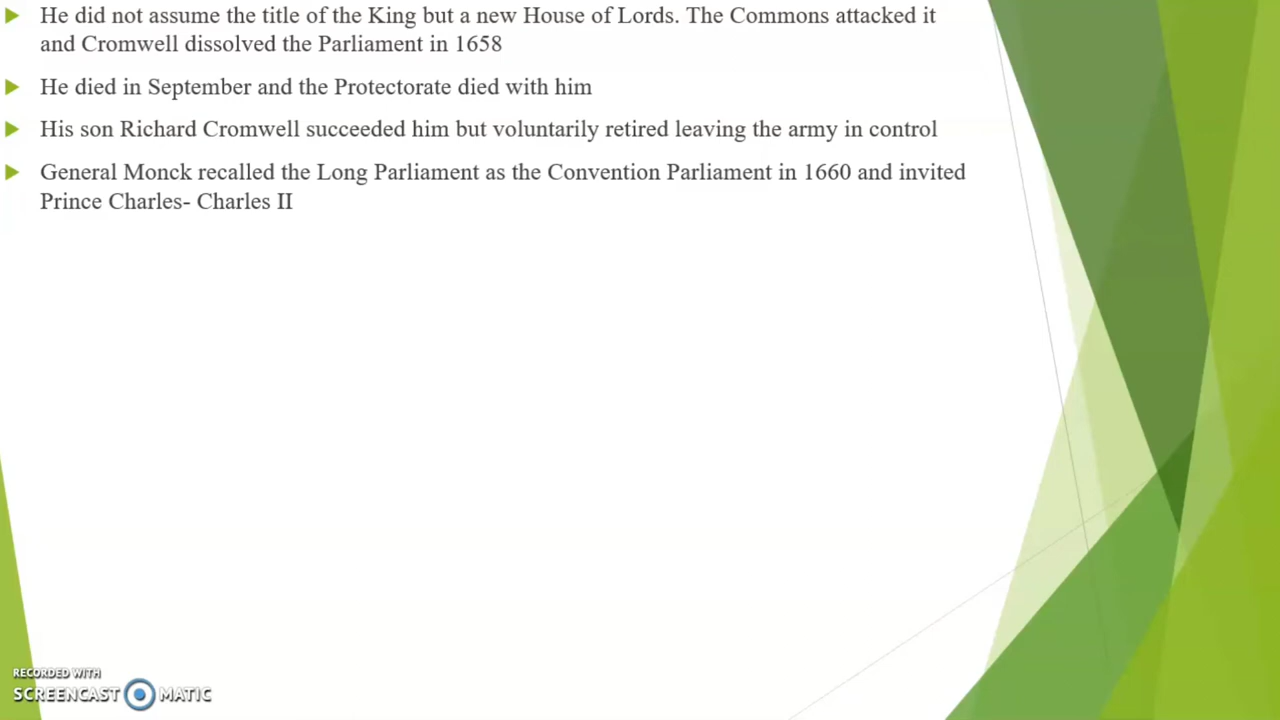 He did not assume the title of the King but a new House of Lords. The Commons attacked it
and Cromwell dissolved the Parliament in 1658
He died in September and the Protectorate died with him
His son Richard Cromwell succeeded him but voluntarily retired leaving the army in control
General Monck recalled the Long Parliament as the Convention Parliament in 1660 and invited
Prince Charles- Charles II
RECORDED WITH
SCREENCAST MATIC